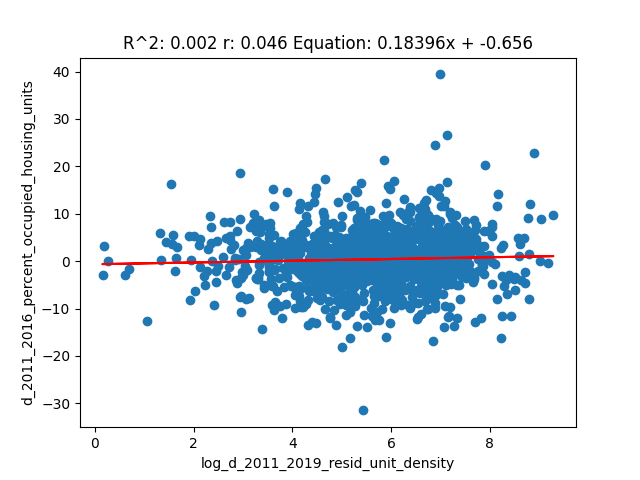 R^2: 0.002 r: 0.046 Equation: 0.18396x + -0.656
d_2011_2016_percent_occupied_housing_units
40
30
20
10
0
−10
−20
−30
0 2 4 6 8
log_d_2011_2019_resid_unit_density